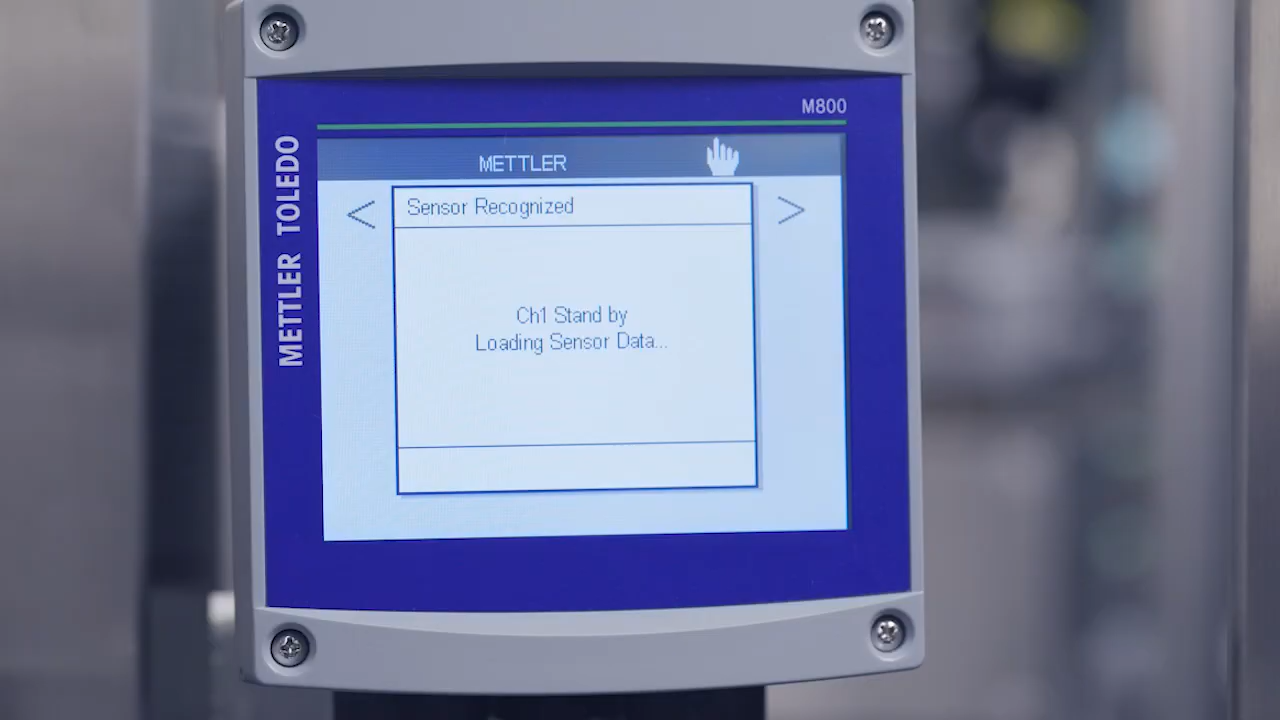 M800
METTLER TOLEDO
METTLER
<
Sensor Recognized
>
Ch1 Stand by
Loading Sensor Data...